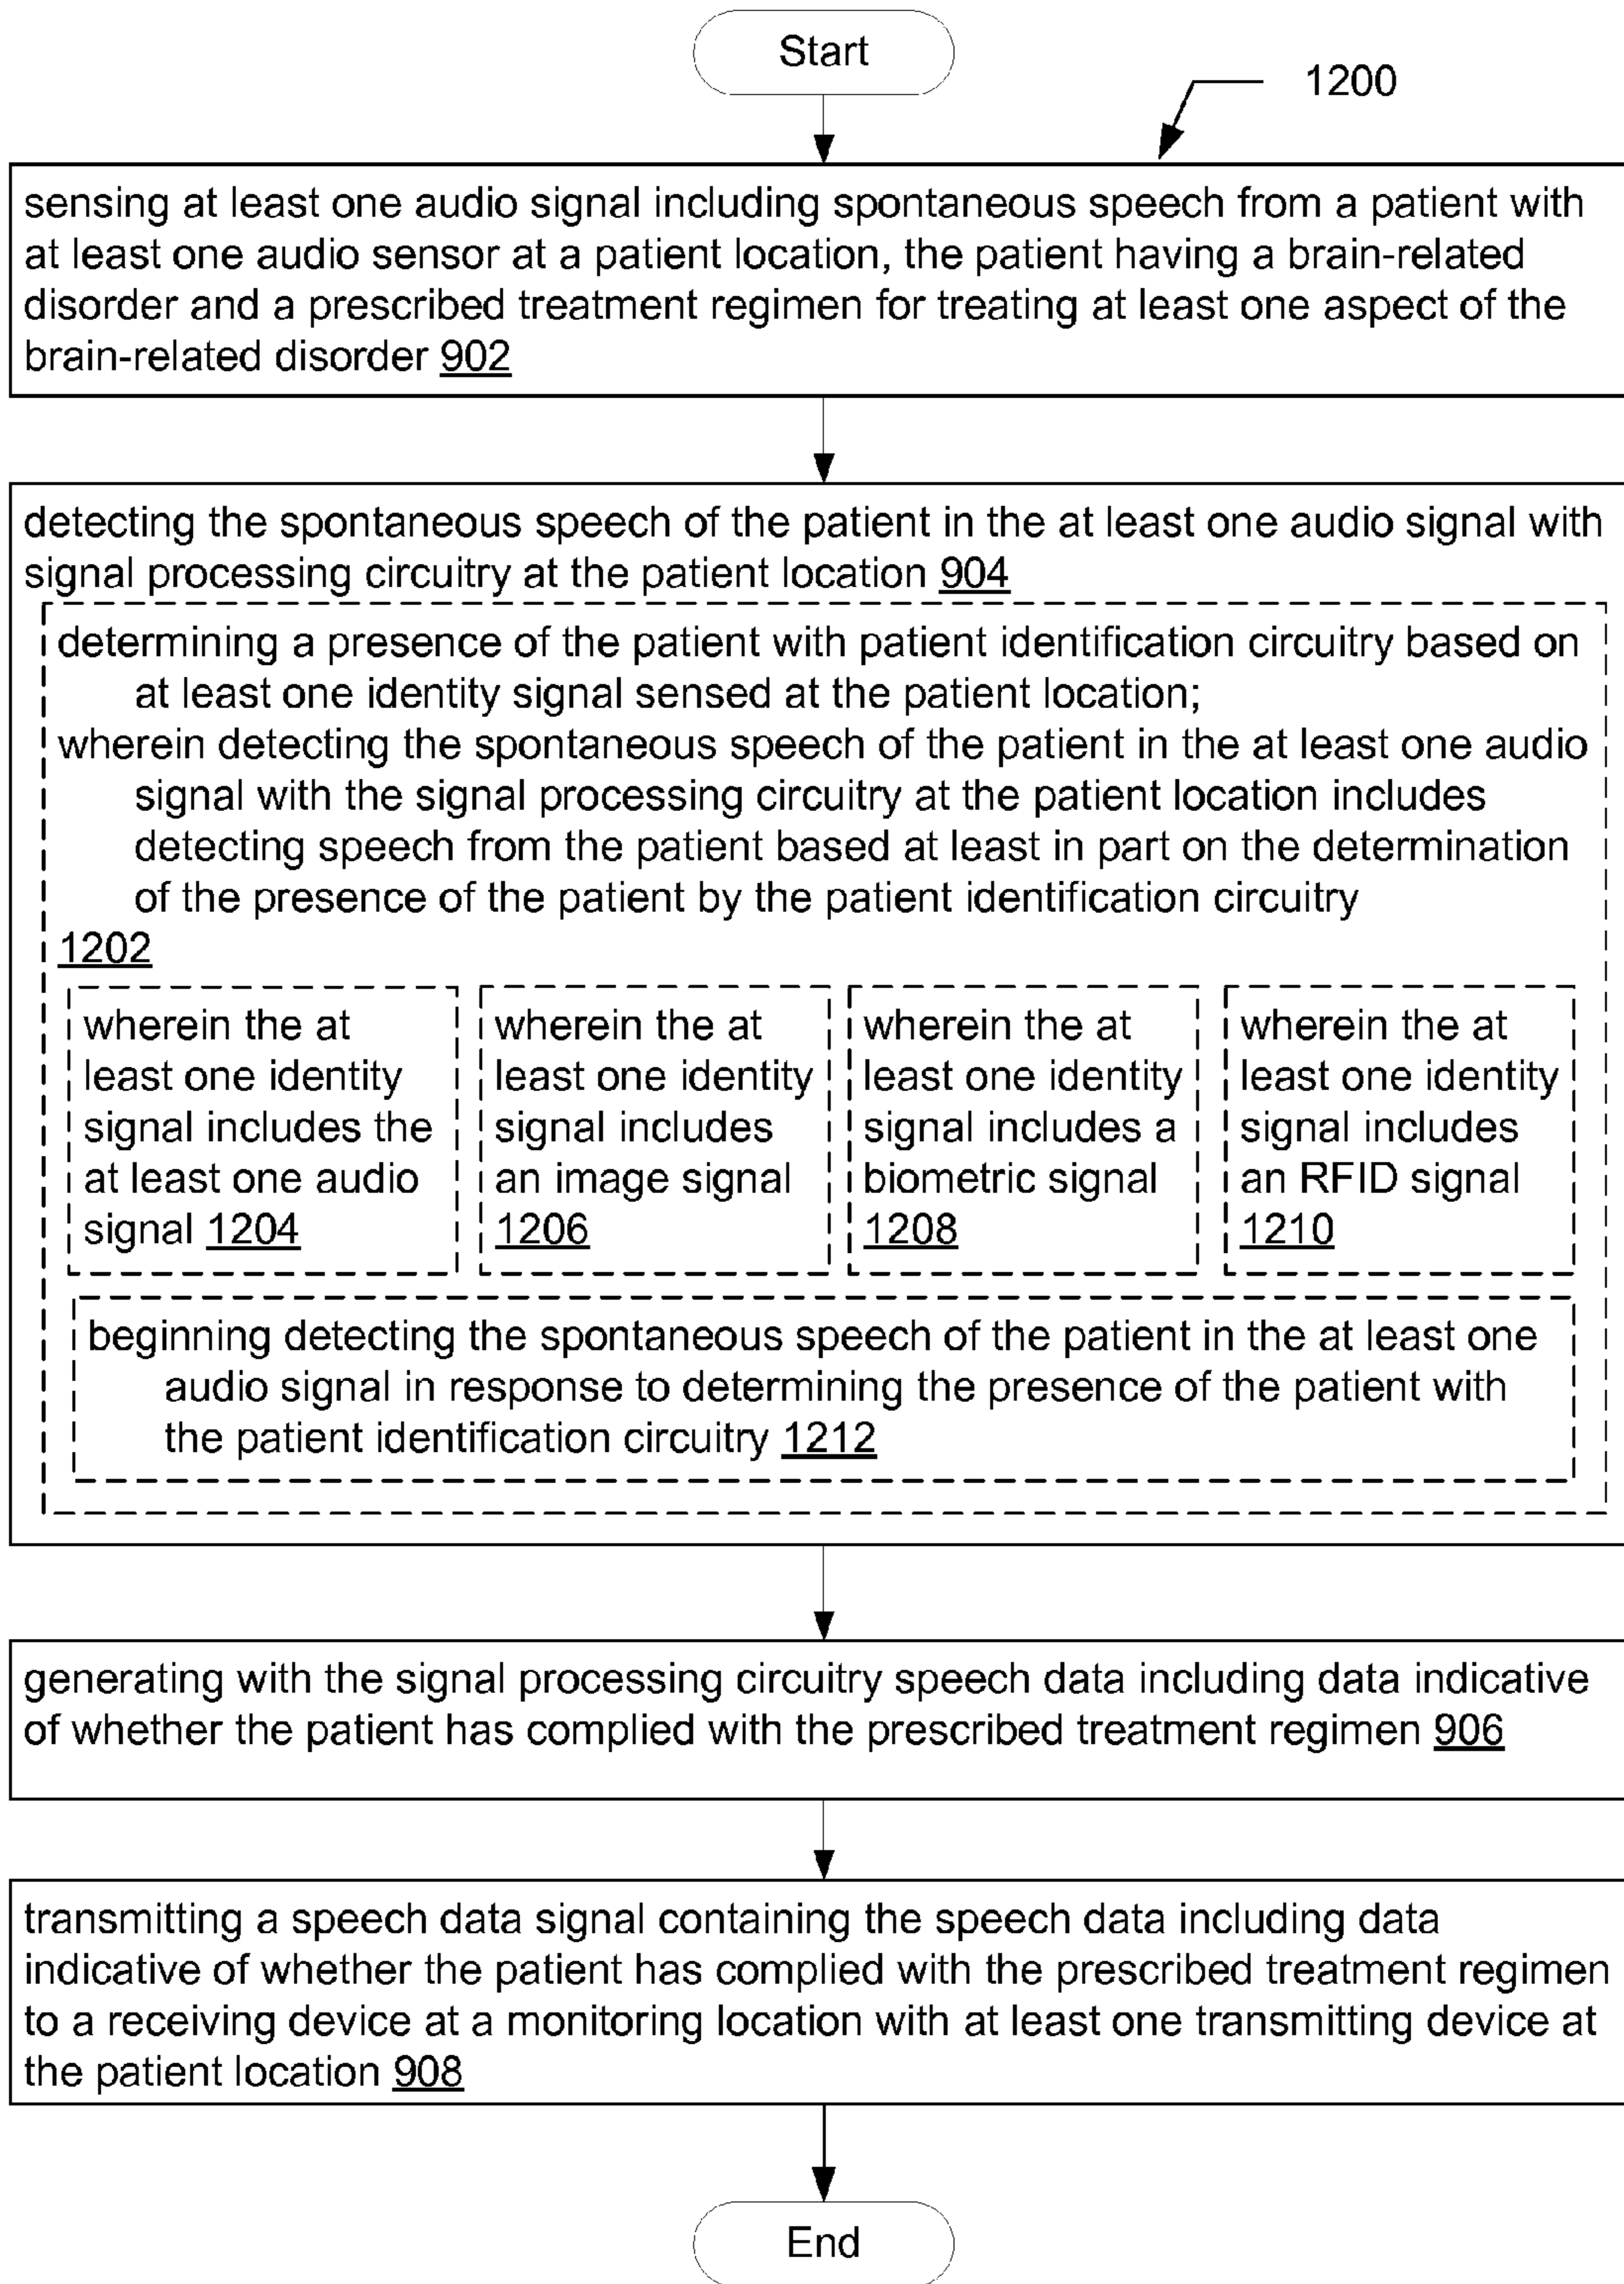 Start
1200
sensing at least one audio signal including spontaneous speech from a patient with
at least one audio sensor at a patient location, the patient having a brain-related
disorder and a prescribed treatment regimen for treating at least one aspect of the
brain-related disorder 902
detecting the spontaneous speech of the patient in the at least one audio signal with
signal processing circuitry at the patient location 904
determining a presence of the patient with patient identification circuitry based on
at least one identity signal sensed at the patient location;
wherein detecting the spontaneous speech of the patient in the at least one audio
signal with the signal processing circuitry at the patient location includes
detecting speech from the patient based at least in part on the determination
of the presence of the patient by the patient identification circuitry
1202
wherein the at
least one identity
signal includes the
at least one audio
signal 1204
wherein the at
least one identity
signal includes
an image signal
1206
wherein the at
least one identity
signal includes a
biometric signal
1208
wherein the at
least one identity
signal includes
an RFID signal
1210
beginning detecting the spontaneous speech of the patient in the at least one
audio signal in response to determining the presence of the patient with
the patient identification circuitry 1212
generating with the signal processing circuitry speech data including data indicative
of whether the patient has complied with the prescribed treatment regimen 906
transmitting a speech data signal containing the speech data including data
indicative of whether the patient has complied with the prescribed treatment regimen
to a receiving device at a monitoring location with at least one transmitting device at
the patient location 908
End